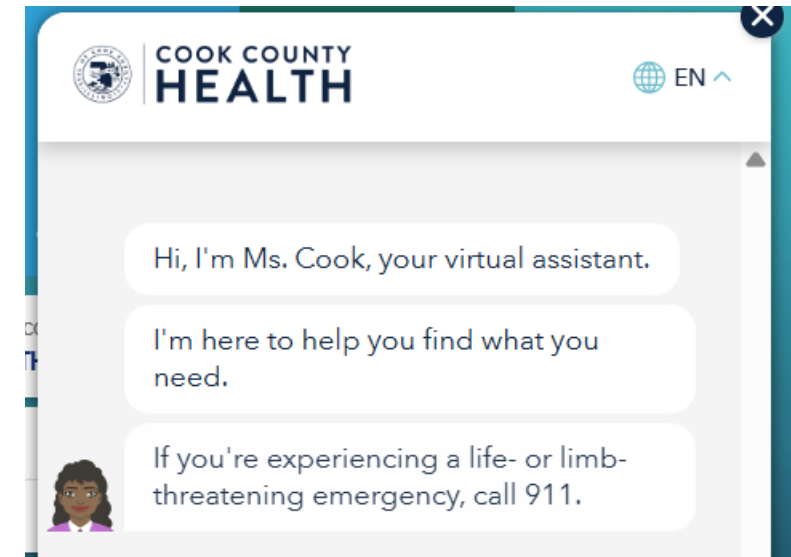 COOK COUNTY
HEALTH
EN
Hi, I'm Ms. Cook, your virtual assistant.
I'm here to help you find what you
need.
If you're experiencing a life- or limb-
threatening emergency, call 911.